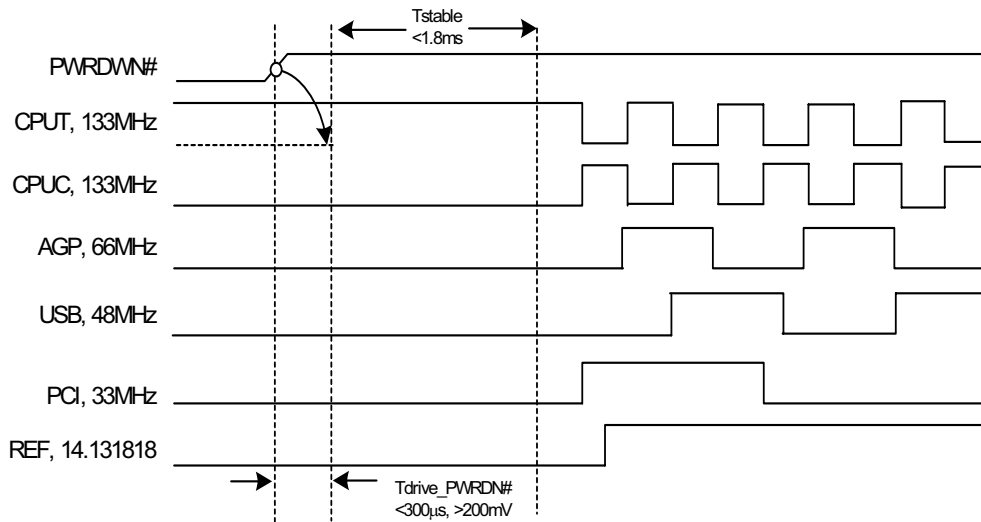 Tstable
<1.8ms
PWRDWN#
CPUT, 133MHz
CPUC, 133MHz
AGP, 66MHz
USB, 48MHz
PCI, 33MHz
REF, 14.131818
Tdrive_PWRDN#
<300µs, >200mV